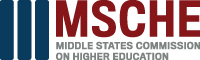 MSCHE
MIDDLE STATES COMMISSION
ON HIGHER EDUCATION